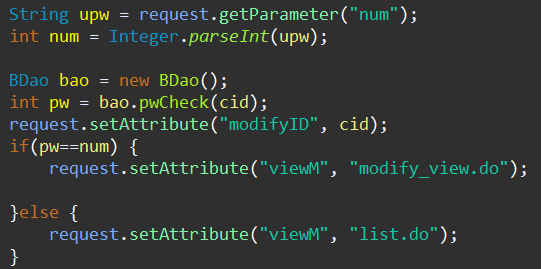 String upw = request.getParameter("num");
int num = Integer.parseInt(upw);
BDao bao = new BDao();
int pw = bao.pwCheck(cid);
request.setAttribute("modifyID", cid);
if(pw==num) {
request.setAttribute("viewM", "modify_view.do");
}else {
request.setAttribute("viewM", "list.do");
}